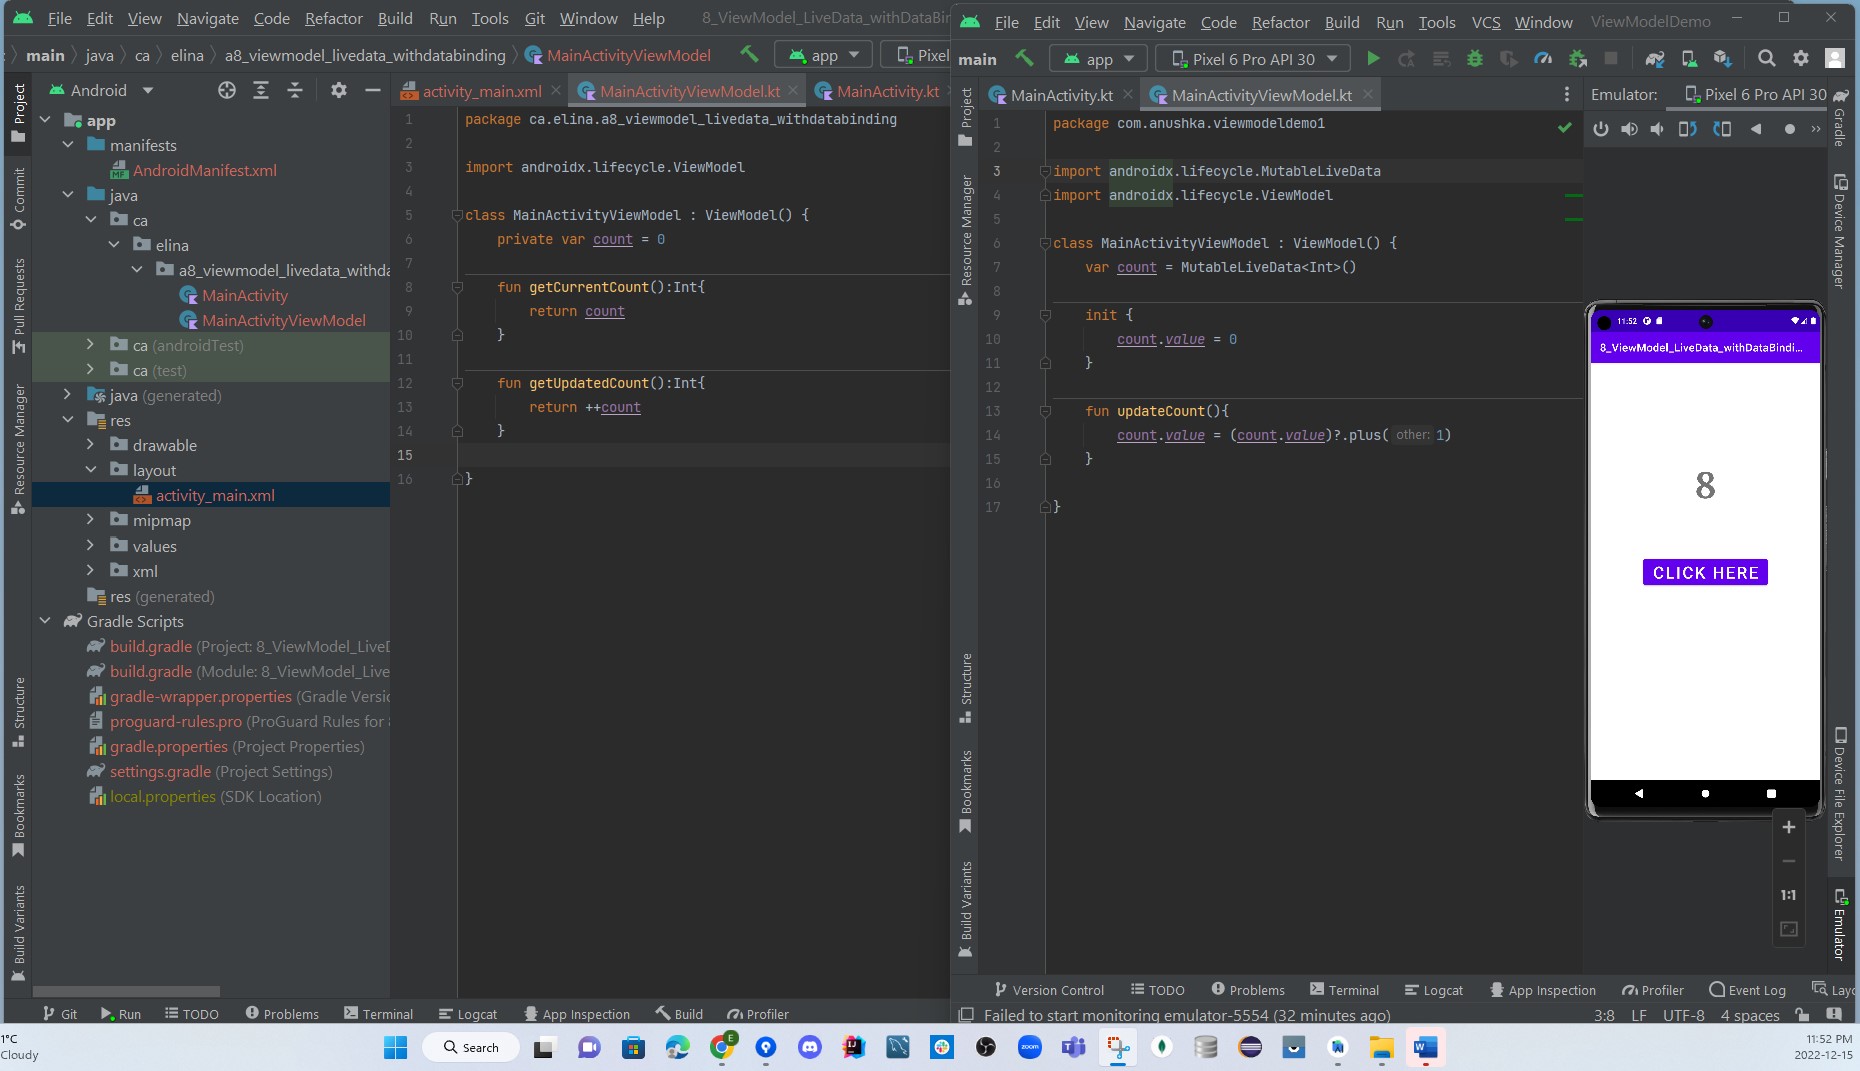 File Edit View Navigate Code Refactor Build Run Tools Git Window Help 8_ViewModel_LiveData_withDataBin
main java ca elina a8_viewmodel_livedata_withdatabinding MainActivityViewModel app Pixel
Project
Commit
Pull Requests
Resource Manager
Structure
Bookmarks
Build Variants
Android
app
manifests
AndroidManifest.xml
java
ca
elina
a8_viewmodel_livedata_withda
MainActivity
MainActivityViewModel
ca (androidTest)
ca (test)
java (generated)
res
drawable
layout
activity_main.xml
mipmap
values
xml
res (generated)
Gradle Scripts
build.gradle (Project: 8_ViewModel_LiveD
build.gradle (Module: 8_ViewModel_Live
gradle-wrapper.properties (Gradle Versic
proguard-rules.pro (ProGuard Rules for
gradle.properties (Project Properties)
settings.gradle (Project Settings)
local.properties (SDK Location)
activity_main.xml MainActivityViewModel.kt MainActivity.kt
1 package ca.elina.a8_viewmodel_livedata_withdatabinding
2
3 import androidx.lifecycle.ViewModel
4
5 class MainActivityViewModel : ViewModel() {
6 private var count = 0
7
8 fun getCurrentCount():Int{
9 return count
10 }
11
12 fun getUpdatedCount():Int{
13 return ++count
14 }
15
16 }
Git Run TODO Problems Terminal Logcat App Inspection Build Profiler
File Edit View Navigate Code Refactor Build Run Tools VCS Window ViewModelDemo
main app Pixel 6 Pro API 30
Project
Resource Manager
Structure
Bookmarks
Build Variants
MainActivity.kt MainActivityViewModel.kt
1 package com.anushka.viewmodeldemo1
2
3 import androidx.lifecycle.MutableLiveData
4 import androidx.lifecycle.ViewModel
5
6 class MainActivityViewModel : ViewModel() {
7 var count = MutableLiveData<Int>()
8
9 init {
10 count.value = 0
11 }
12
13 fun updateCount(){
14 count.value = (count.value)?.plus( other: 1)
15 }
16
17 }
Emulator: Pixel 6 Pro API 30
11:52
8_ViewModel_LiveData_withDataBindi...
8
CLICK HERE
1:1
Gradle
Device Manager
Device File Explorer
Emulator
Version Control TODO Problems Terminal Logcat App Inspection Profiler Event Log Layo
Failed to start monitoring emulator-5554 (32 minutes ago) 3:8 LF UTF-8 4 spaces
1°C
Cloudy
Search
zoom
11:52 PM
2022-12-15